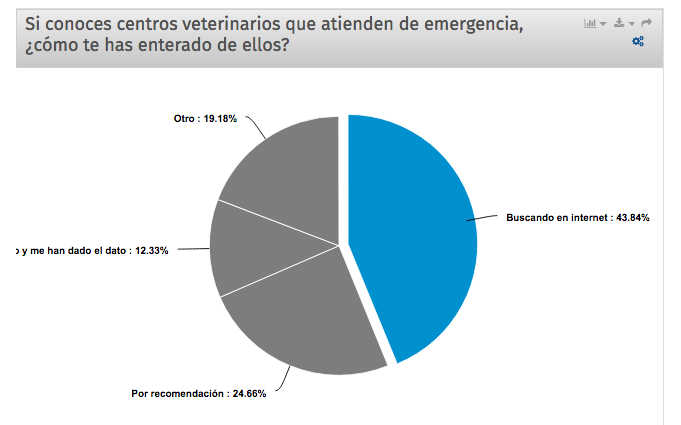 Si conoces centros veterinarios que atienden de emergencia,
¿cómo te has enterado de ellos?
Otro : 19.18%
Buscando en internet : 43.84%
y me han dado el dato : 12.33%
Por recomendación : 24.66%